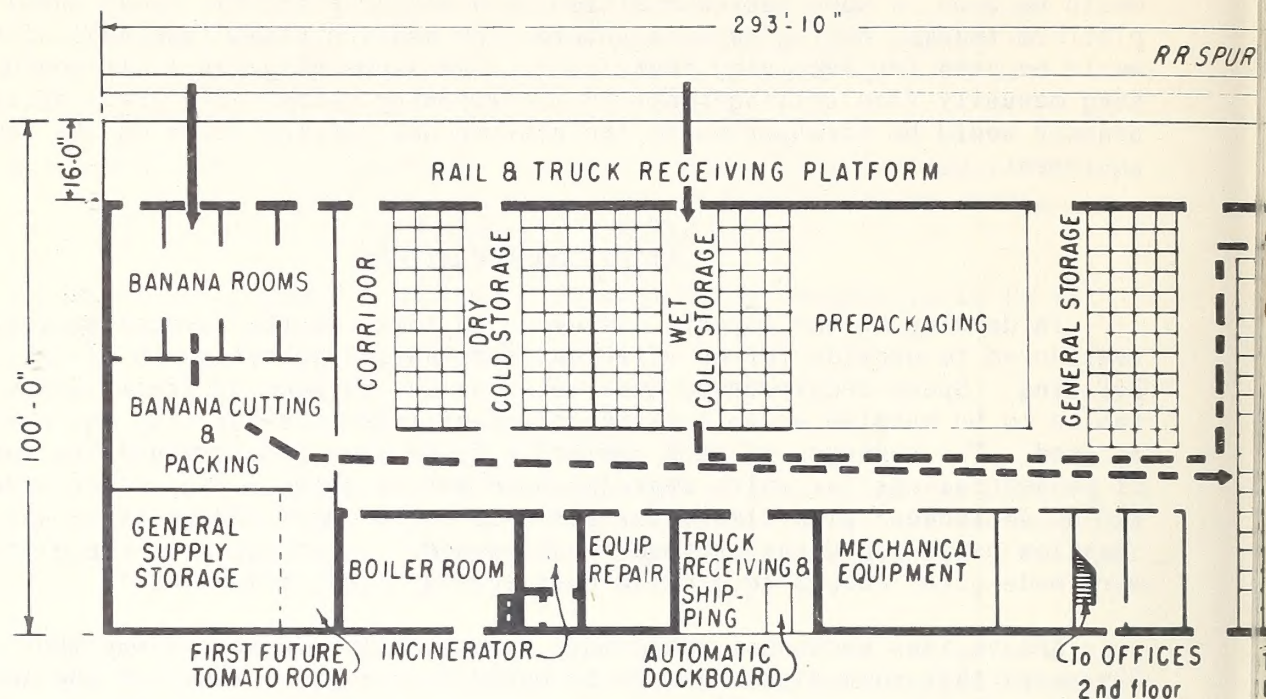 293'-10"
RR SPUR
16'-0"
100'-0"
RAIL & TRUCK RECEIVING PLATFORM
BANANA ROOMS
CORRIDOR
DRY
COLD STORAGE
WET
COLD STORAGE
PREPACKAGING
GENERAL STORAGE
BANANA CUTTING
&
PACKING
GENERAL
SUPPLY
STORAGE
BOILER ROOM
EQUIP
REPAIR
TRUCK
RECEIVING &
SHIP-
PING
MECHANICAL
EQUIPMENT
FIRST FUTURE
TOMATO ROOM
INCINERATOR
AUTOMATIC
DOCKBOARD
To OFFICES
2nd floor